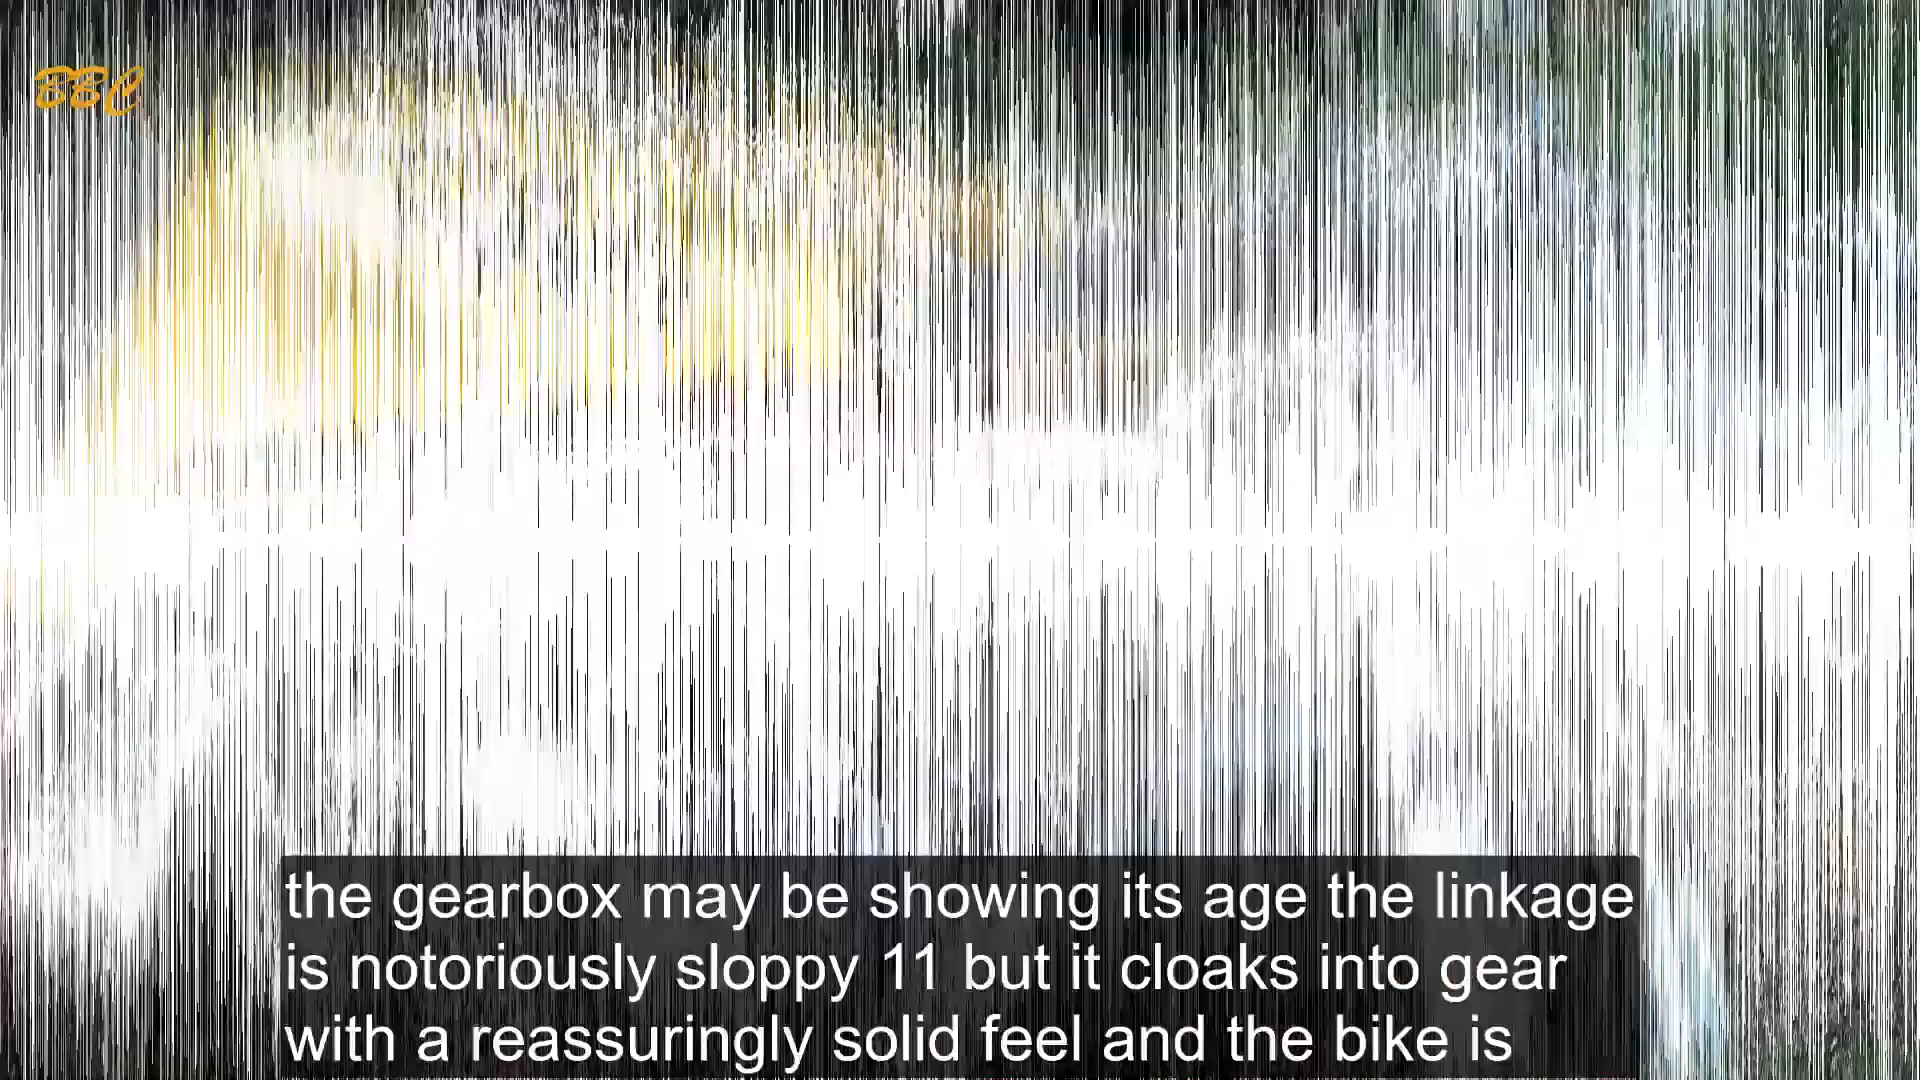 BBC
the gearbox may be showing its age the linkage
is notoriously sloppy 11 but it cloaks into gear
with a reassuringly solid feel and the bike is